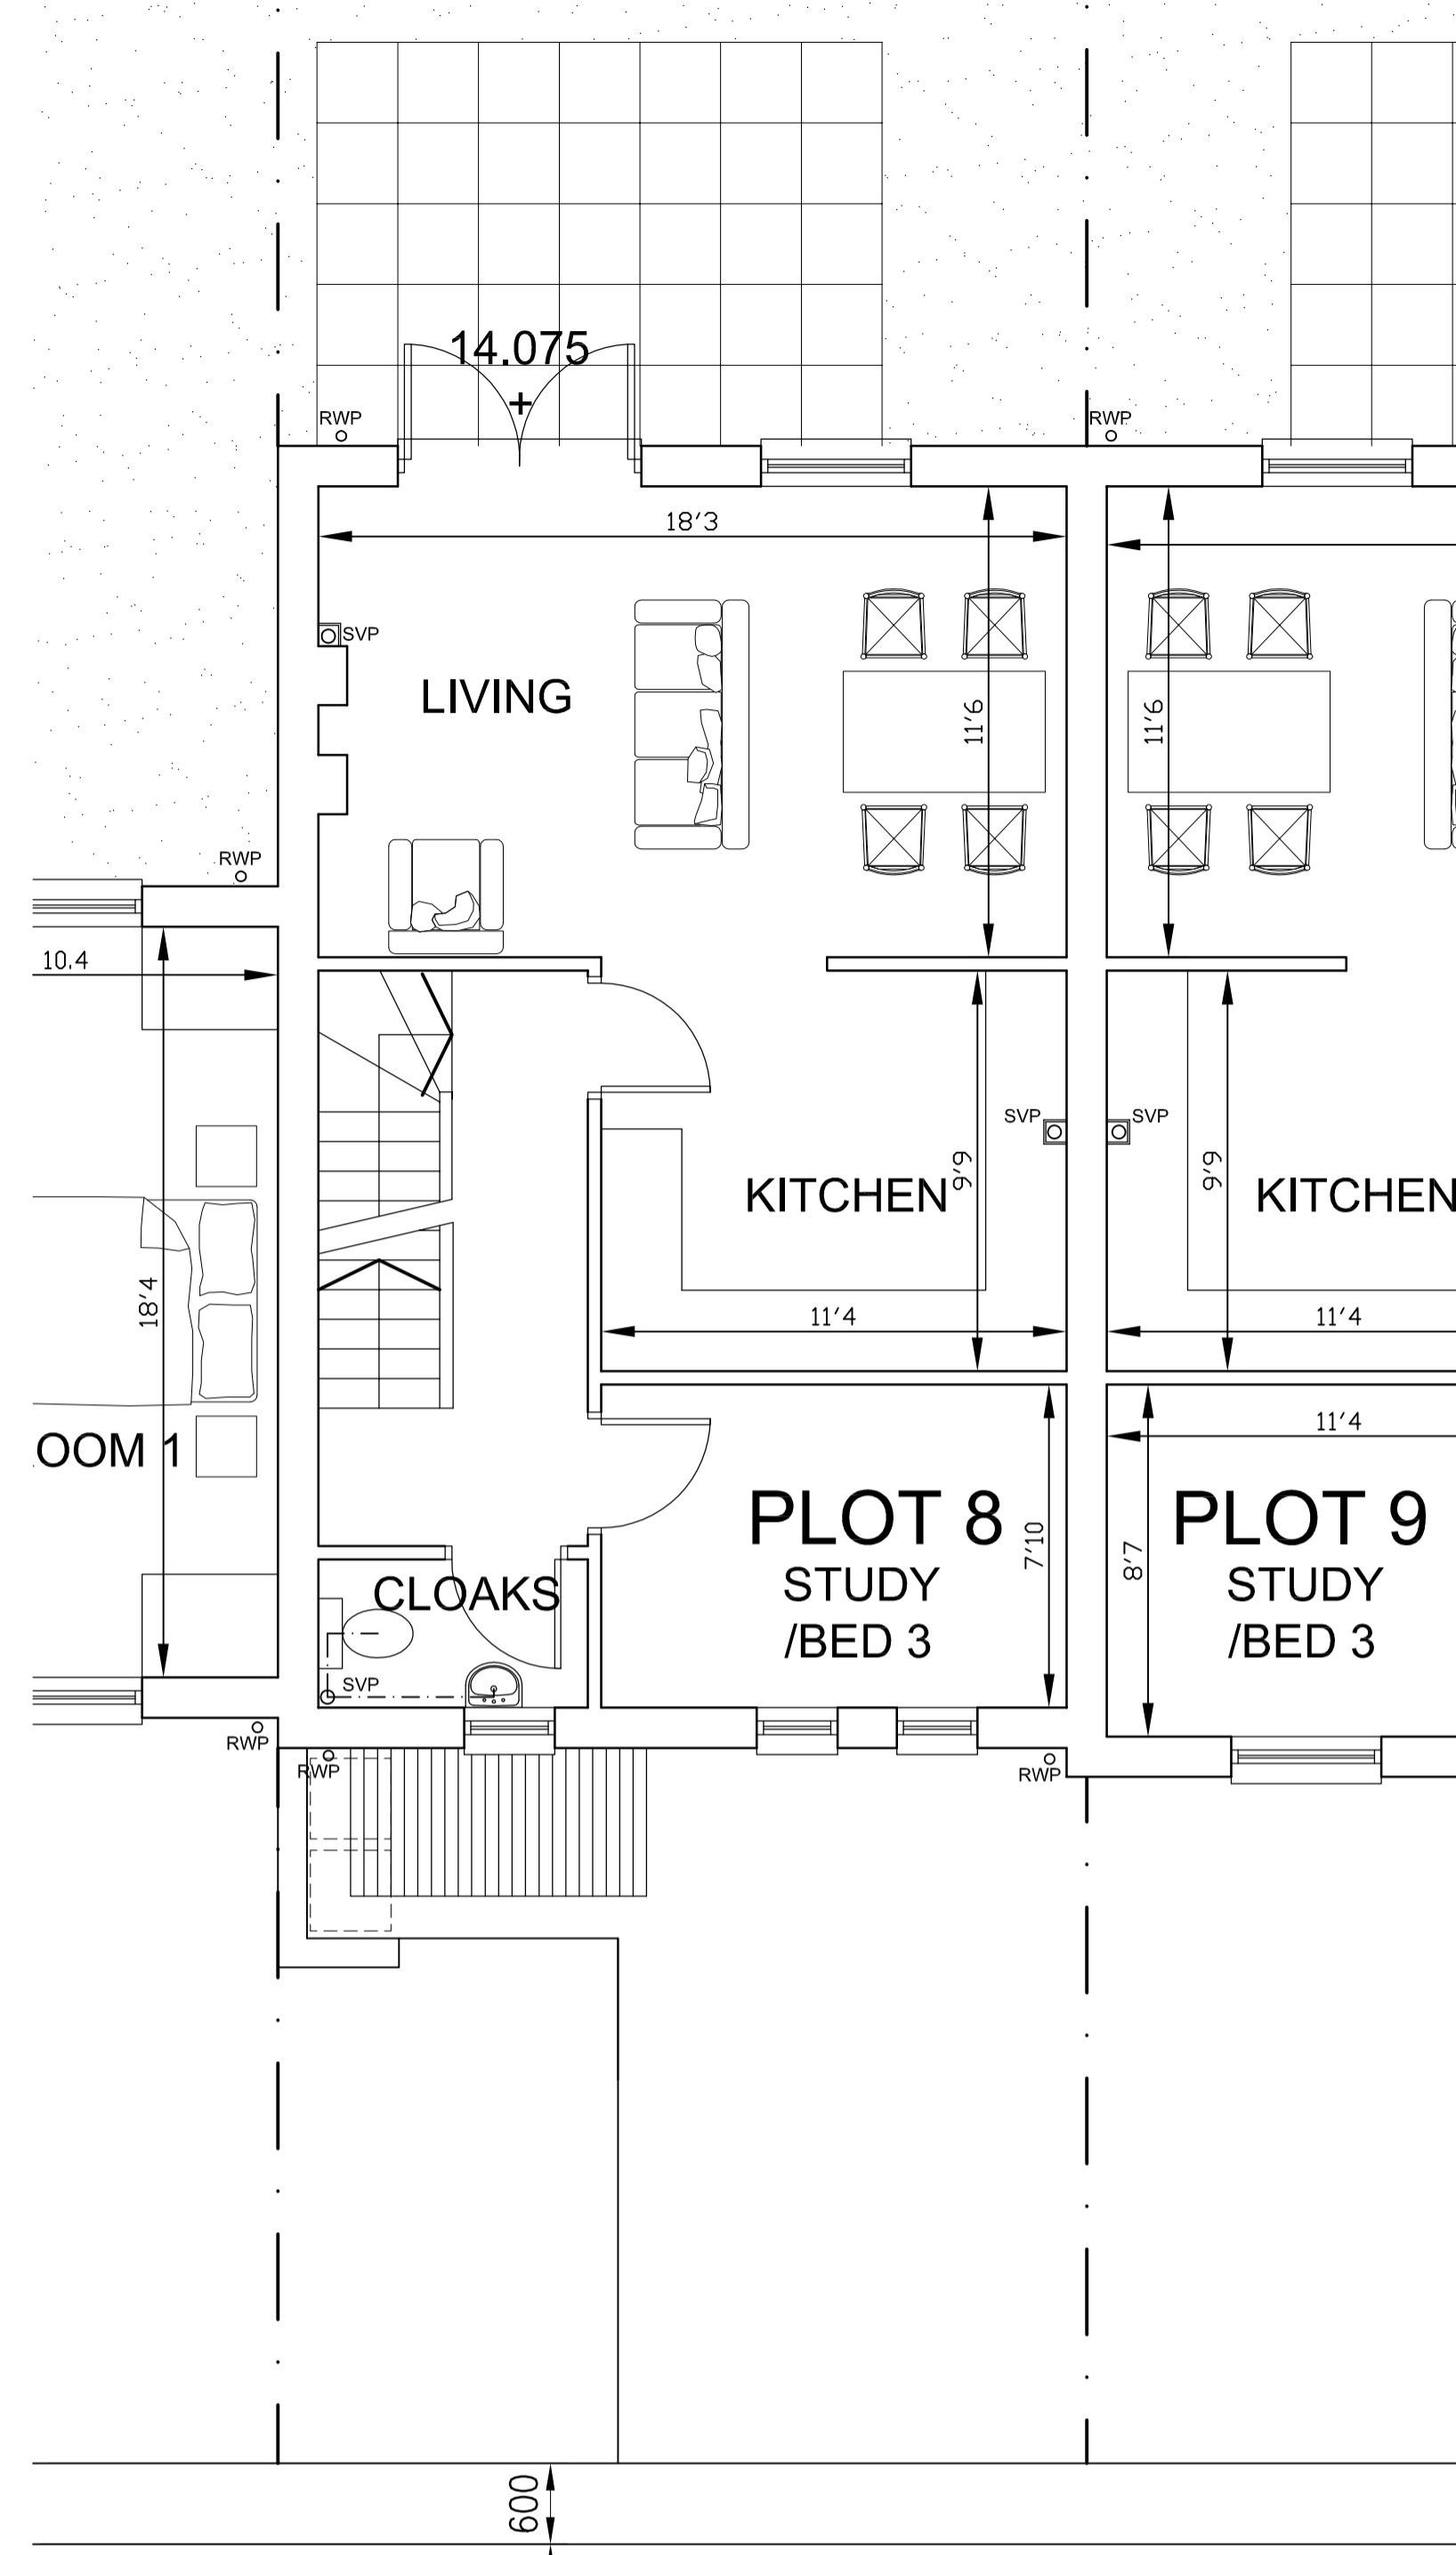 14.075
RWP
RWP
18'3
SVP
LIVING
11'6
11'6
RWP
10.4
SVP
SVP
KITCHEN
9'9
9'9
KITCHEN
18'4
11'4
11'4
OOM 1
11'4
PLOT 8
PLOT 9
STUDY
/BED 3
7'10
8'7
STUDY
/BED 3
CLOAKS
SVP
RWP
RWP
RWP
600